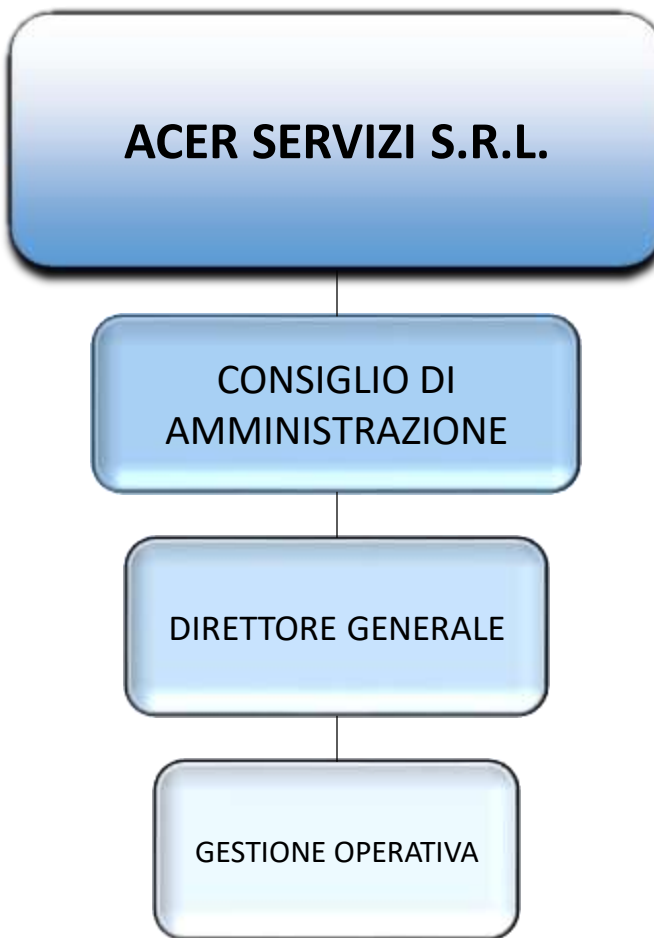 ACER SERVIZI S.R.L.
CONSIGLIO DI
AMMINISTRAZIONE
DIRETTORE GENERALE
GESTIONE OPERATIVA